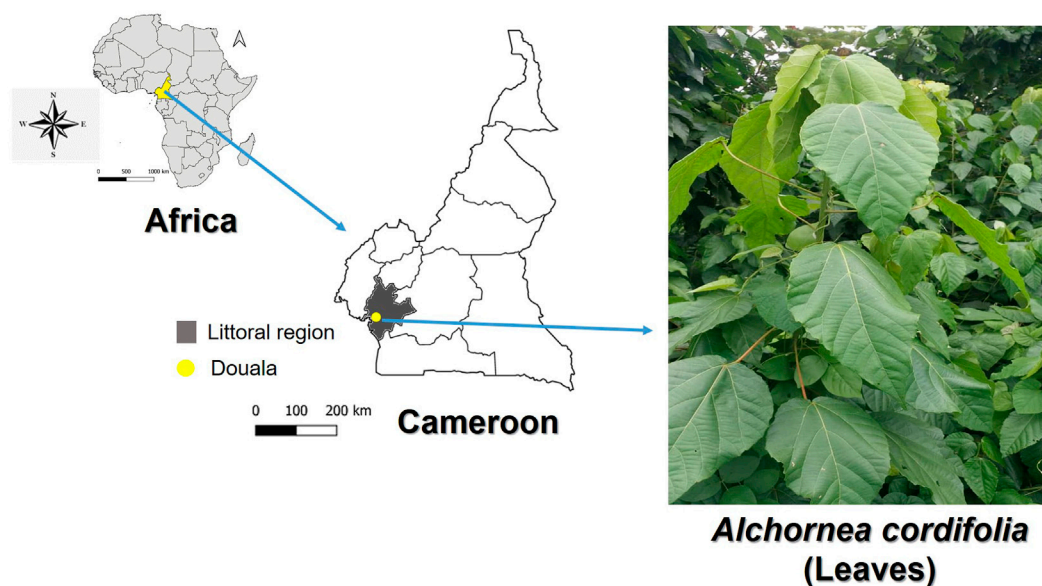 N
W E
S
0 500 1000 km
Africa
Littoral region
Douala
0 100 200 km
Cameroon
Alchornea cordifolia
(Leaves)